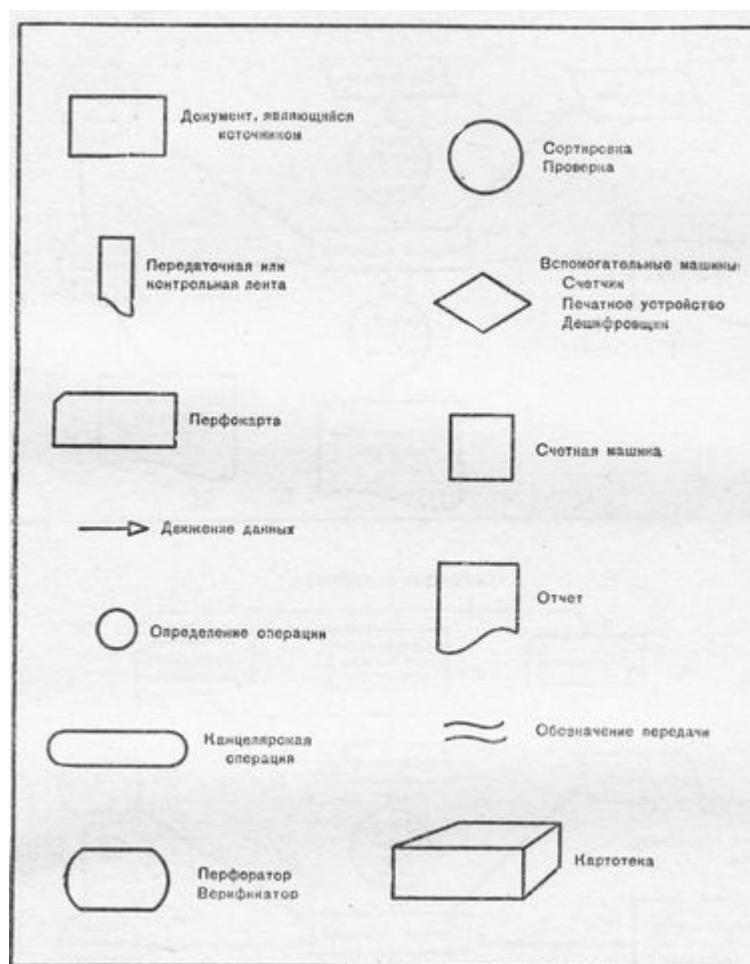 Документ, являющийся
источником
Передаточная или
контрольная лента
Перфокарта
Движение данных
Определение операции
Канцелярская
операция
Перфоратор
Верификатор
Сортировка
Проверка
Вспомогательные машины:
Счетчик
Печатное устройство
Дешифровщик
Счетная машина
Отчет
Обозначение передачи
Картотека